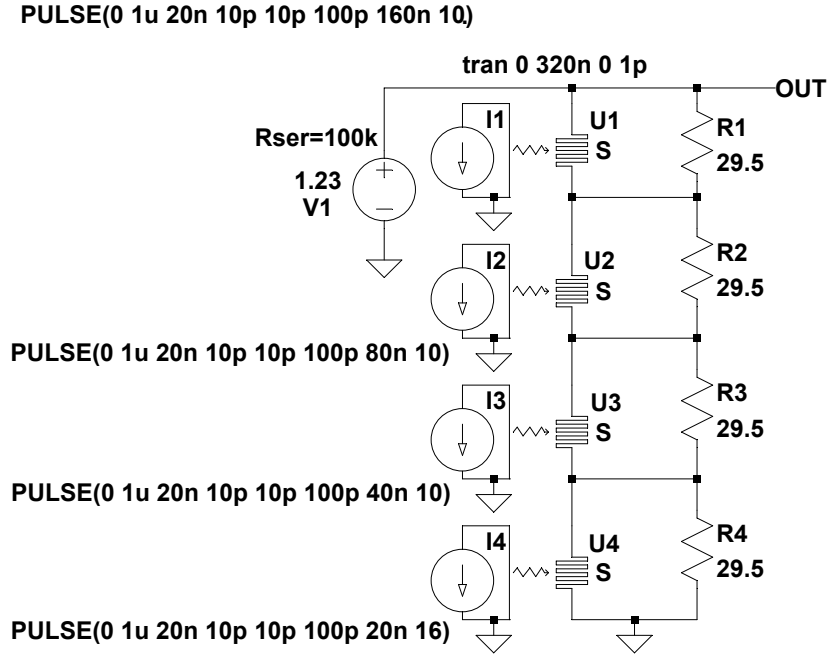 PULSE(0 1u 20n 10p 10p 100p 160n 10.)
tran 0 320n 0 1p
OUT
I1
U1
S
R1
29.5
Rser=100k
1.23
V1
I2
U2
S
R2
29.5
PULSE(0 1u 20n 10p 10p 100p 80n 10)
I3
U3
S
R3
29.5
PULSE(0 1u 20n 10p 10p 100p 40n 10)
I4
U4
S
R4
29.5
PULSE(0 1u 20n 10p 10p 100p 20n 16)